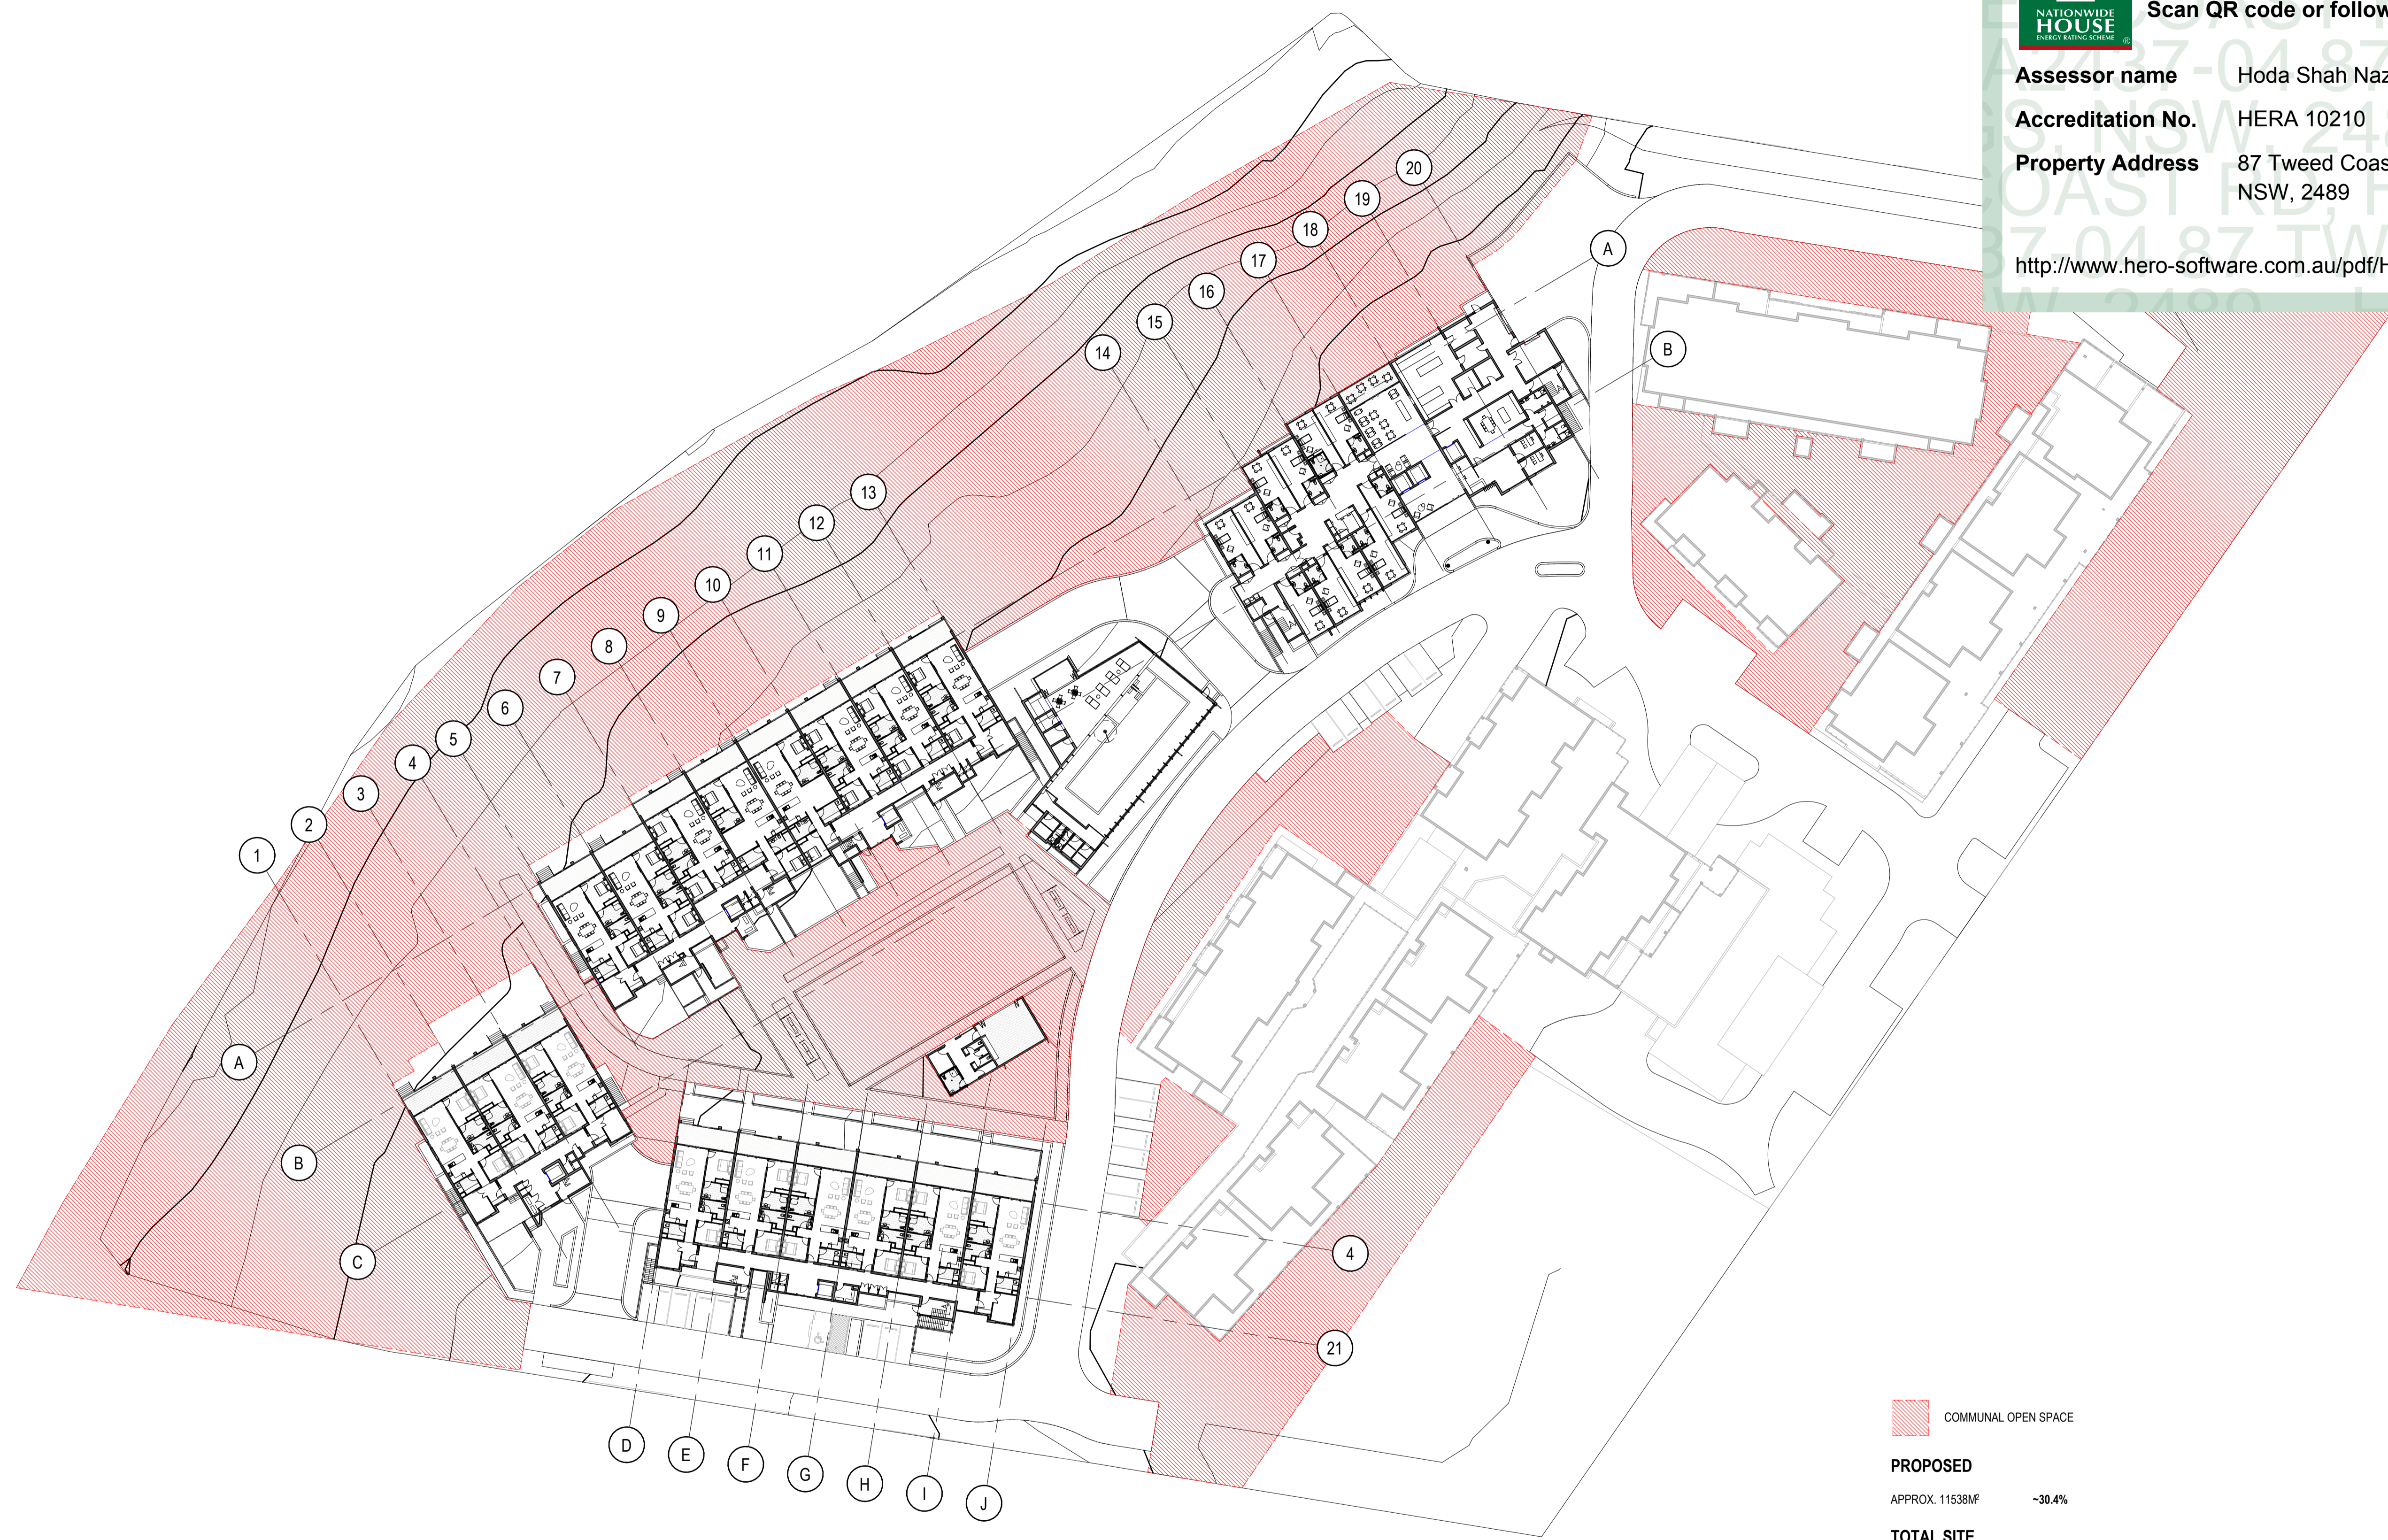 NATIONWIDE
HOUSE
ENERGY RATING SCHEME ®
Scan QR code or follow
Assessor name Hoda Shah Naz
Accreditation No. HERA 10210
Property Address 87 Tweed Coas
NSW, 2489
http://www.hero-software.com.au/pdf/H
20
19
18
17
16
15
14
13
12
11
10
9
8
7
6
5
4
3
2
1
A
B
A
B
C
4
21
D
E
F
G
H
I
J
COMMUNAL OPEN SPACE
PROPOSED
APPROX. 11538M² ~30.4%
TOTAL SITE